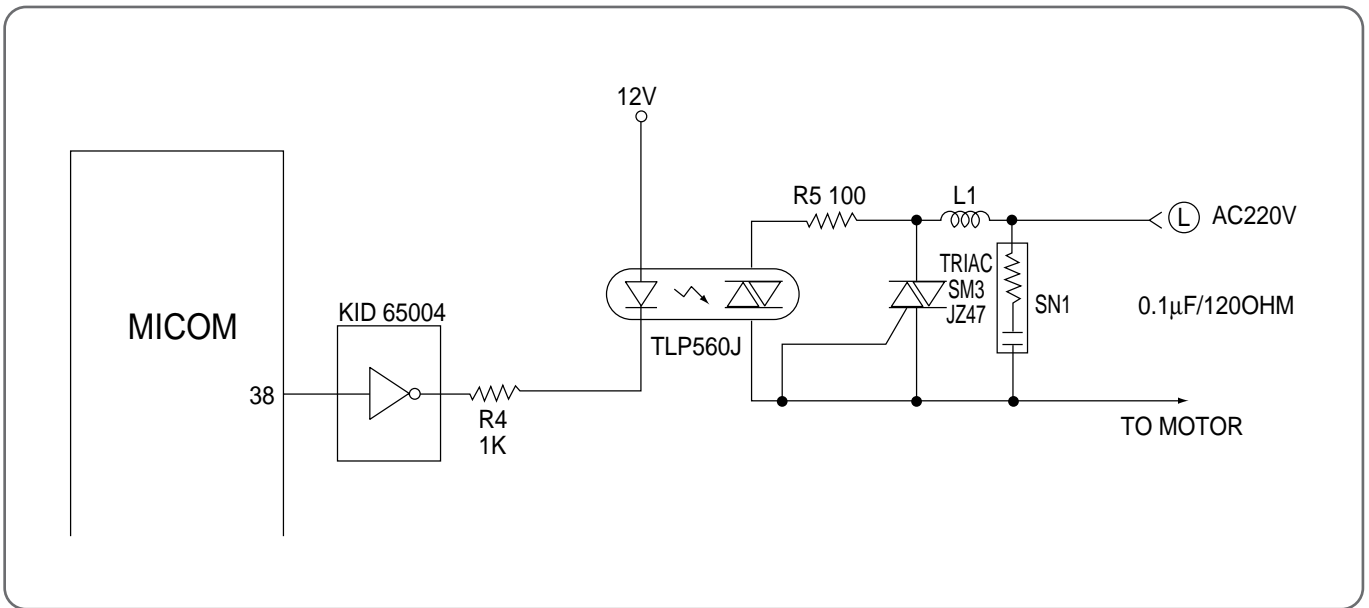 12V
R5 100
L1
L
AC220V
TRIAC
SM3
JZ47
SN1
0.1μF/120OHM
MICOM
KID 65004
TLP560J
38
R4
1K
TO MOTOR